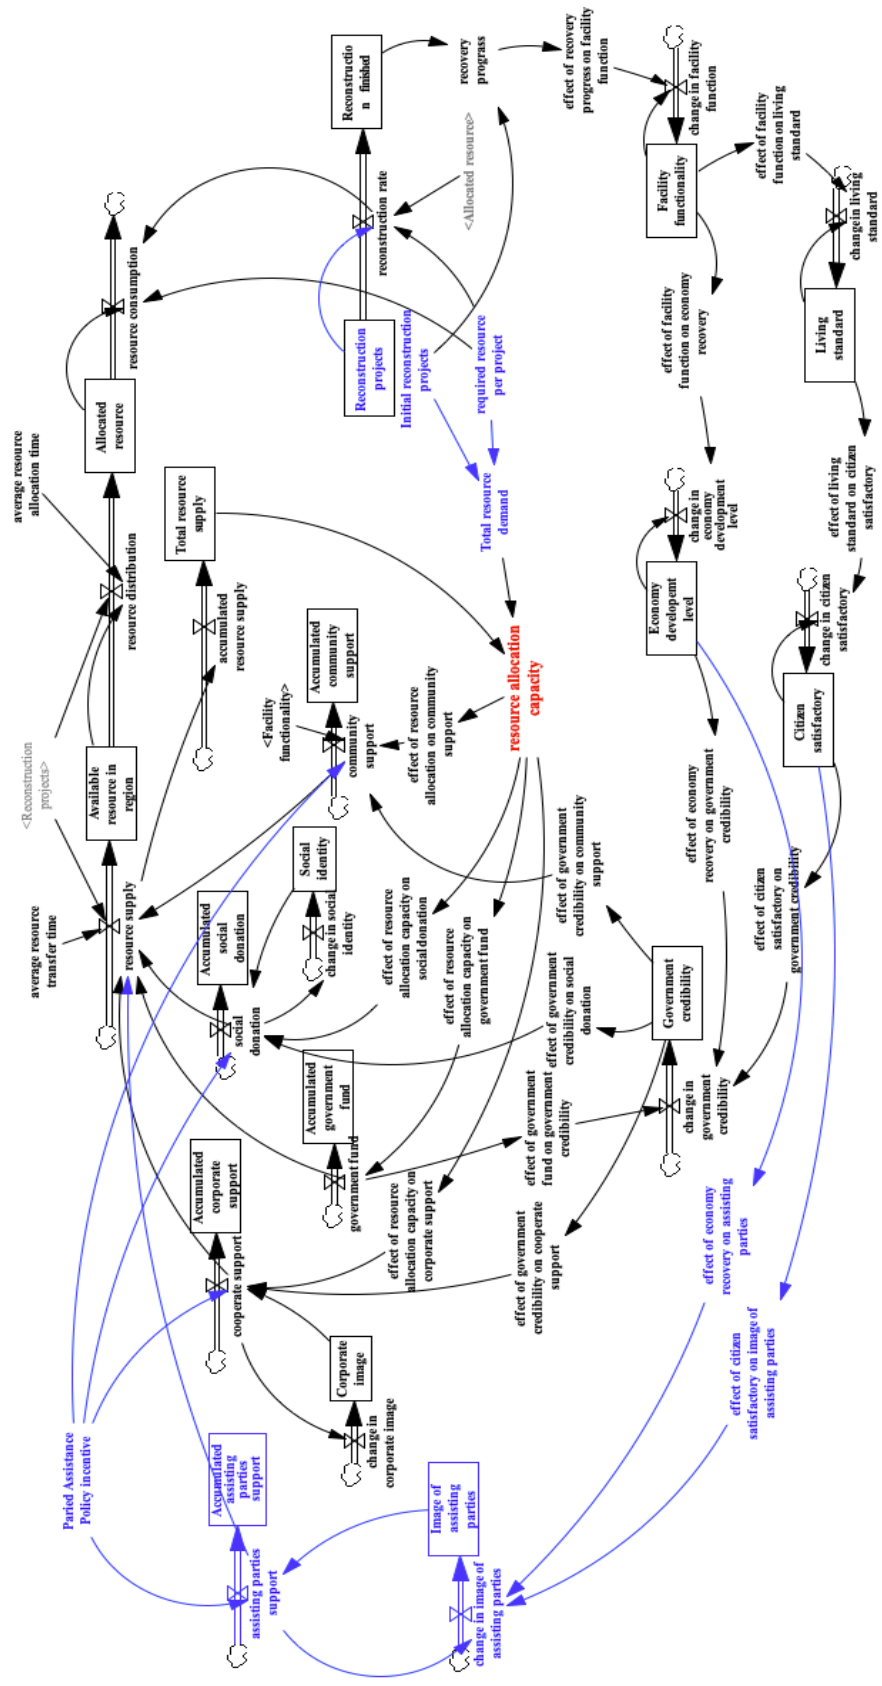 Reconstructio
n finished
recovery
prograss
effect of recovery
progress on facility
function
change in facility
function
<Allocated resource>
reconstruction rate
Facility
functionality
effect of facility
function on living
standard
change in living
standard
resource consumption
Reconstruction
projects
Initial reconstruction
projects
required resource
per project
effect of facility
function on economy
recovery
Living
standard
Allocated
resource
average resource
allocation time
Total resource
supply
Total resource
demand
change in
economy
development
level
effect of living
standard on citizen
satisfactory
resource distribution
accumulated
resource supply
Accumulated
community
support
resource allocation
capacity
Economy
developemt
level
change in citizen
satisfactory
<Reconstruction
projects>
Available
resource in
region
<Facility
functionality>
community
support
effect of resource
allocation on community
support
Citizen
satisfactory
average resource
transfer time
resource supply
Accumulated
social
donation
Social
identity
change in social
identity
effect of resource
allocation capacity on
social donation
effect of resource
allocation capacity on
government fund
effect of government
credibility on community
support
effect of economy
recovery on government
credibility
effect of citizen
satisfactory on
government credibility
social
donation
Accumulated
government
fund
effect of government
credibility on social
donation
Government
credibility
Accumulated
corporate
support
government fund
effect of government
fund on government
credibility
change in
government
credibility
cooperate support
effect of resource
allocation capacity on
corporate support
effect of government
credibility on cooperate
support
effect of economy
recovery on assisting
parties
effect of citizen
satisfactory on image of
assisting parties
Corporate
image
change in
corporate image
Paried Assistance
Policy incentive
Accumulated
assisting
parties
support
assisting parties
support
Image of
assisting
parties
change in image of
assisting parties